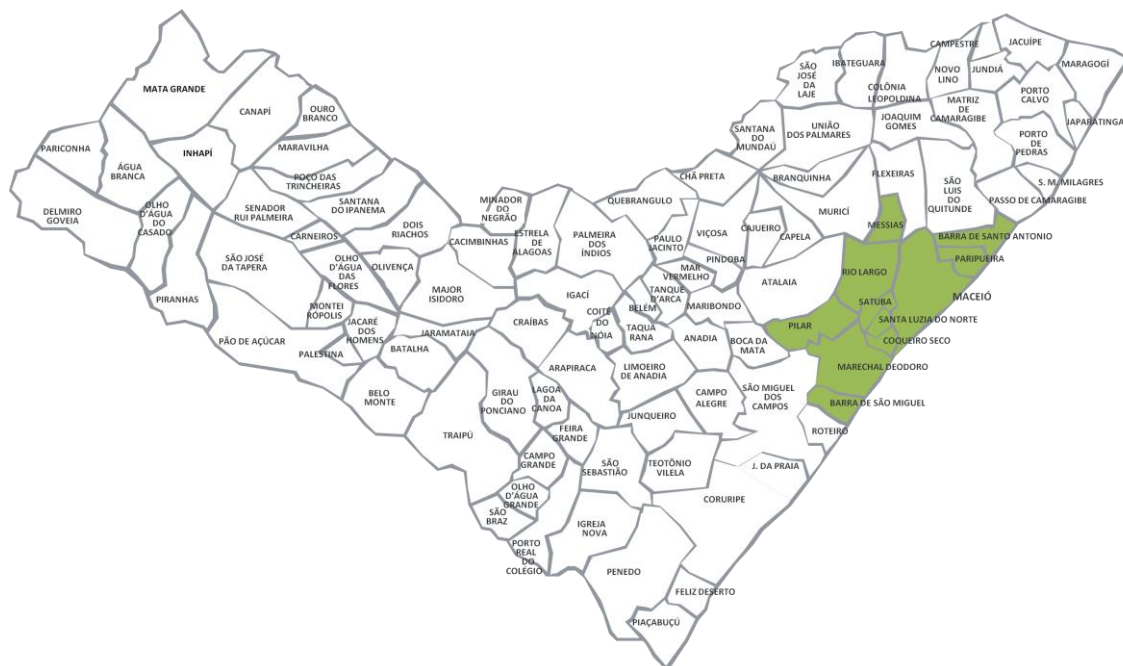 MATA GRANDE
CANAPÍ
OURO
BRANCO
PARICONHA
ÁGUA
BRANCA
INHAPÍ
MARAVILHA
POÇO DAS
TRINCHEIRAS
DELMIRO
GOVEIA
OLHO
D'ÁGUA
DO
CASADO
SENADOR
RUI PALMEIRA
SANTANA
DO IPANEMA
CARNEIROS
DOIS
RIACHOS
PIRANHAS
SÃO JOSÉ
DA TAPERA
OLHO
D'ÁGUA
DAS
FLORES
OLIVENÇA
MAJOR
ISIDORO
CACIMBINHAS
MINADOR
DO
NEGRÃO
ESTRELA
DE
ALAGOAS
PALMEIRA
DOS
ÍNDIOS
MONTEI
RÓPOLIS
JACARÉ
DOS
HOMENS
PÃO DE AÇÚCAR
PALESTINA
BATALHA
JARAMATAIA
BELO
MONTE
CRAÍBAS
IGACÍ
COITÉ
DO
NÓIA
TRAIPÚ
GIRAU
DO
PONCIANO
LAGOA
DA
CANOA
ARAPIRACA
FEIRA
GRANDE
CAMPO
GRANDE
OLHO
D'ÁGUA
GRANDE
SÃO
BRAZ
PORTO
REAL
DO
COLÉGIO
SÃO
SEBASTIÃO
IGREJA
NOVA
PENEDO
PIAÇABUÇÚ
FELIZ DESERTO
CORURIPE
J. DA PRAIA
TEOTÔNIO
VILELA
JUNQUEIRO
LIMOEIRO
DE ANADIA
CAMPO
ALEGRE
SÃO MIGUEL
DOS
CAMPOS
ROTEIRO
BARRA DE SÃO MIGUEL
MARECHAL DEODORO
COQUEIRO SECO
SANTA LUZIA DO NORTE
SATUBA
PILAR
RIO LARGO
MACEIÓ
PARIPUEIRA
BARRA DE SANTO ANTONIO
MESSIAS
BOCA DA
MATA
ANADIA
TAQUA
RANA
BELÉM
TANQUE
D'ARCA
MARIBONDO
MAR
VERMELHO
PINDOBA
ATALAIA
PAULO
JACINTO
VIÇOSA
CAJUEIRO
CAPELA
QUEBRANGULO
CHÃ PRETA
MURICÍ
BRANQUINHA
SANTANA
DO
MUNDAÚ
UNIÃO
DOS PALMARES
SÃO
JOSÉ
DA LAJE
IBATEGUARA
COLÔNIA
LEOPOLDINA
JOAQUIM
GOMES
FLEXEIRAS
SÃO
LUIS
DO
QUITUNDE
CAMPESTRE
NOVO
LINO
JUNDIÁ
JACUÍPE
MARAGOGÍ
MATRIZ
DE
CAMARAGIBE
PORTO
CALVO
JAPARATINGA
PORTO
DE
PEDRAS
S. M. MILAGRES
PASSO DE CAMARAGIBE